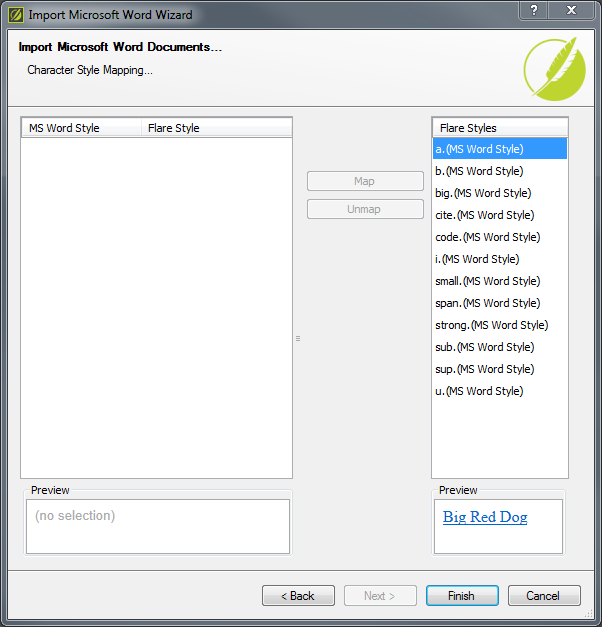 Import Microsoft Word Wizard
?
Import Microsoft Word Documents...
Character Style Mapping...
MS Word Style Flare Style
Flare Styles
a.(MS Word Style)
b.(MS Word Style)
big.(MS Word Style)
cite.(MS Word Style)
code.(MS Word Style)
i.(MS Word Style)
small.(MS Word Style)
span.(MS Word Style)
strong.(MS Word Style)
sub.(MS Word Style)
sup.(MS Word Style)
u.(MS Word Style)
Map
Unmap
Preview
(no selection)
Preview
Big Red Dog
< Back Next > Finish Cancel